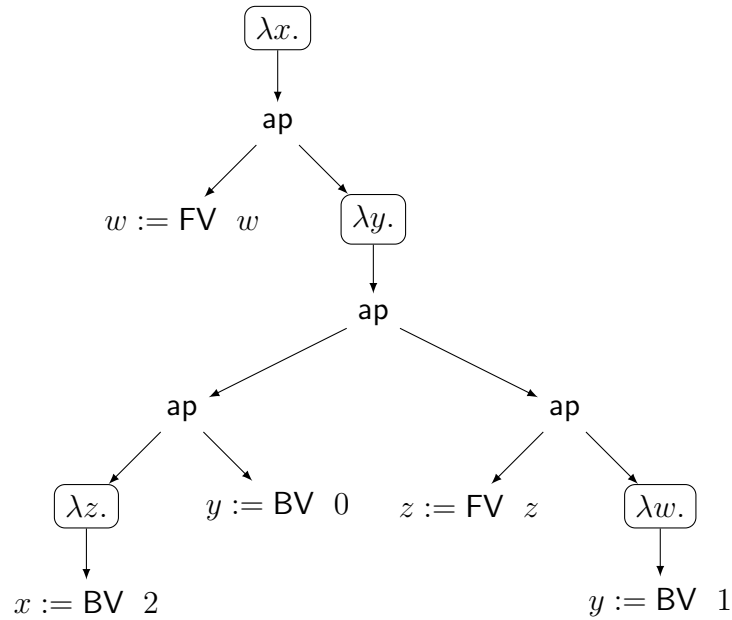 λx.
ap
w := FV w
λy.
ap
ap
ap
λz.
y := BV 0
z := FV z
λw.
x := BV 2
y := BV 1